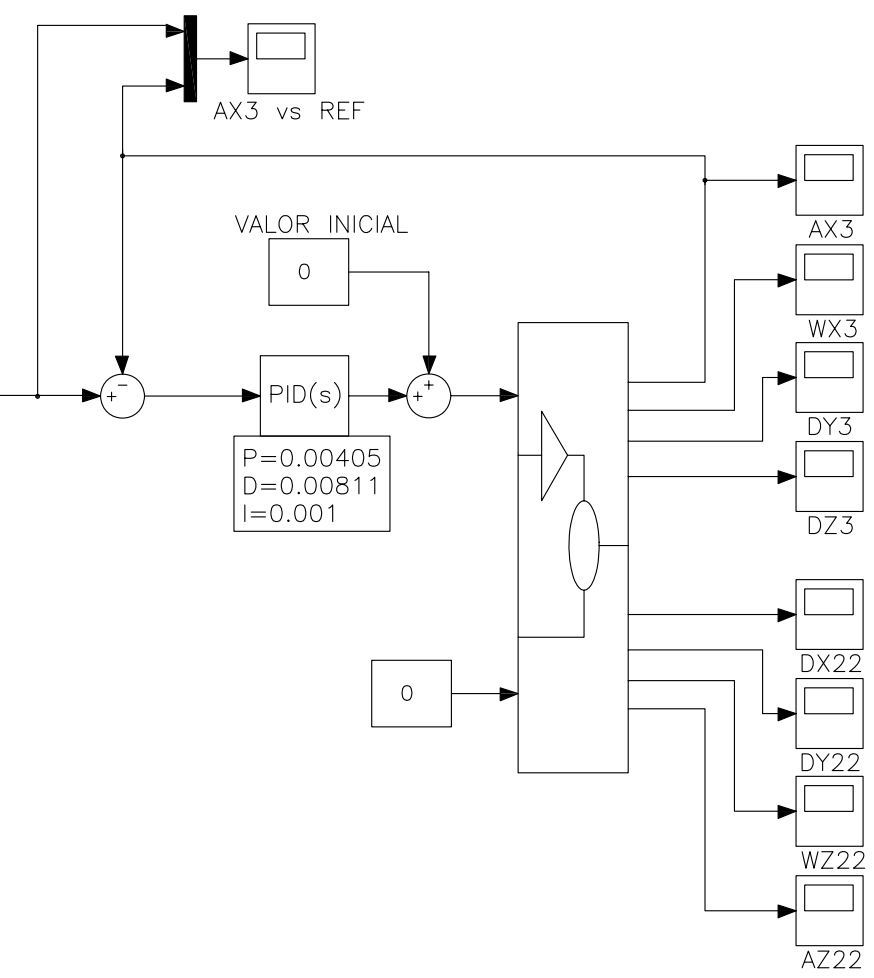 AX3 vs REF
AX3
VALOR INICIAL
0
WX3
DY3
−
+
PID(s)
+
+
P=0.00405
D=0.00811
I=0.001
DZ3
DX22
0
DY22
WZ22
AZ22